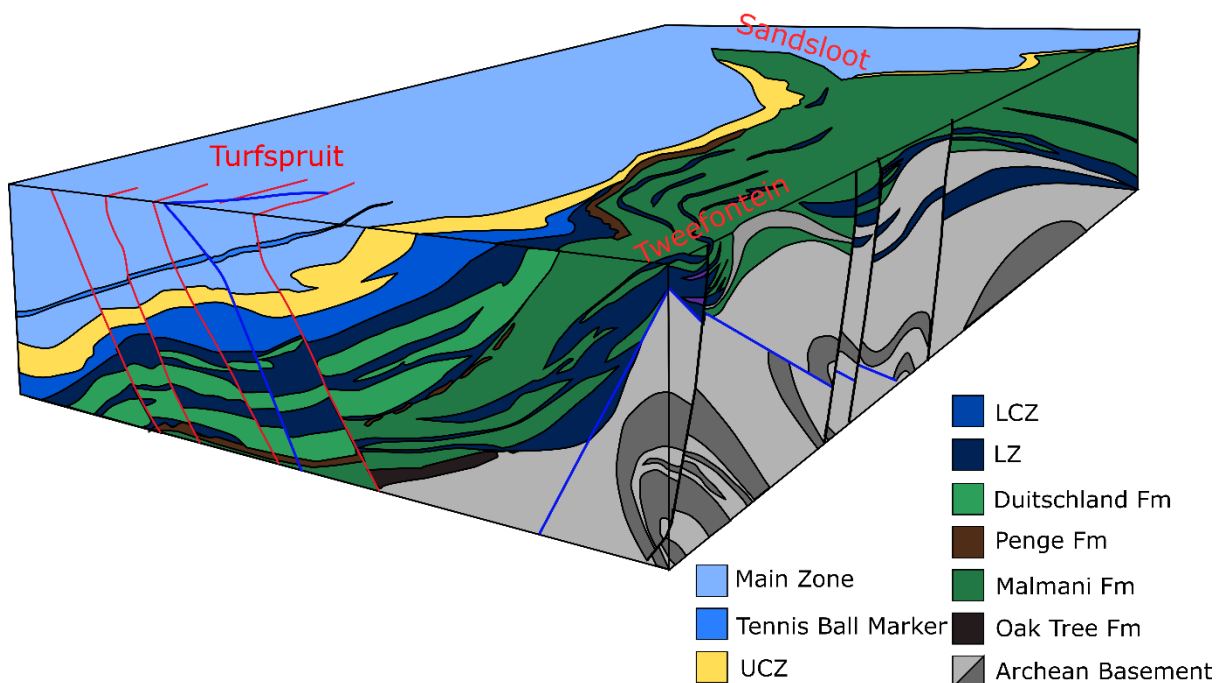 Sandsloot
Turfspruit
Tweefontein
Main Zone
Tennis Ball Marker
UCZ
LCZ
LZ
Duitschland Fm
Penge Fm
Malmani Fm
Oak Tree Fm
Archean Basement